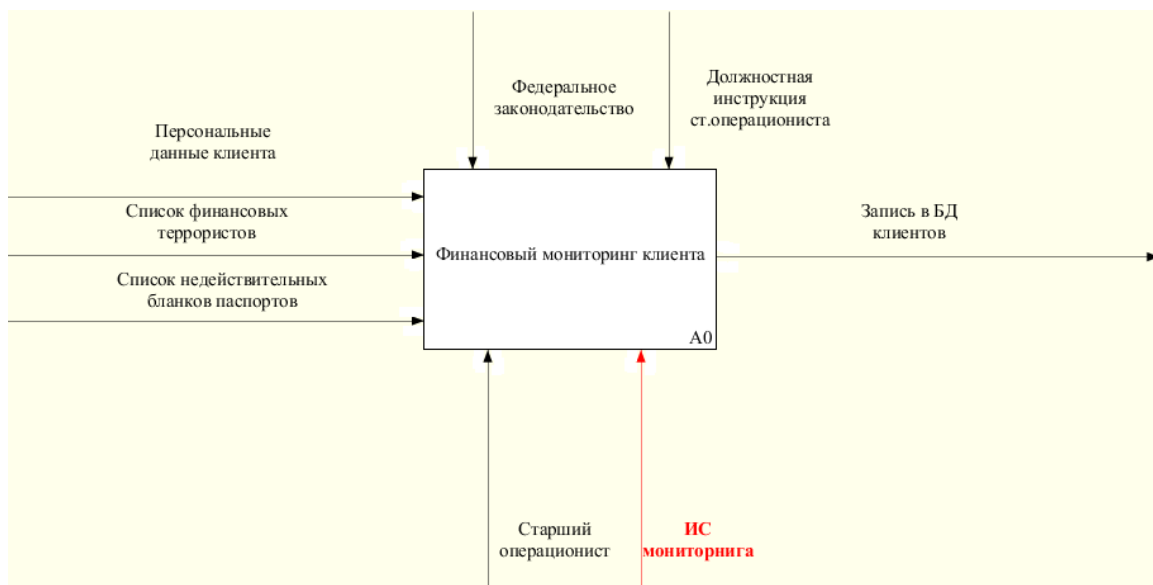 Федеральное
законодательство
Должностная
инструкция
ст.операциониста
Персональные
данные клиента
Список финансовых
террористов
Список недействительных
бланков паспортов
Финансовый мониторинг клиента
A0
Запись в БД
клиентов
Старший
операционист
ИС
мониторнига